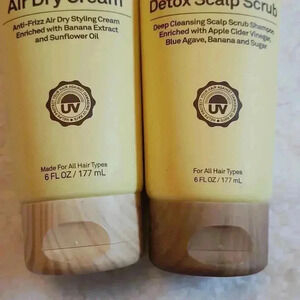 Air Dry Cream
Anti-Frizz Air Dry Styling Cream
Enriched with Banana Extract
and Sunflower Oil
UV
Made For All Hair Types
6 FL OZ / 177 mL
Detox Scalp Scrub
Deep Cleansing Scalp Scrub Shampoo
Enriched with Apple Cider Vinegar,
Blue Agave, Banana and Sugar
UV
For All Hair Types
6 FL OZ / 177 mL